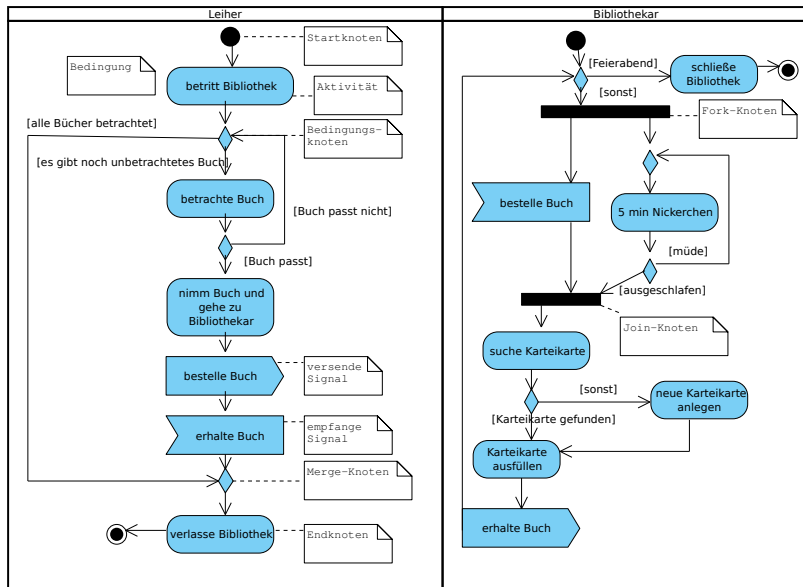 Leiher
Startknoten
Bedingung
betritt Bibliothek
Aktivität
[alle Bücher betrachtet]
Bedingungs-
knoten
[es gibt noch unbetrachtetes Buch]
betrachte Buch
[Buch passt nicht]
[Buch passt]
nimm Buch und
gehe zu
Bibliothekar
bestelle Buch
versende
Signal
erhalte Buch
empfange
Signal
Merge-Knoten
verlasse Bibliothek
Endknoten
Bibliothekar
[Feierabend]
schließe
Bibliothek
[sonst]
Fork-Knoten
bestelle Buch
5 min Nickerchen
[müde]
[ausgeschlafen]
Join-Knoten
suche Karteikarte
[sonst]
neue Karteikarte
anlegen
[Karteikarte gefunden]
Karteikarte
ausfüllen
erhalte Buch